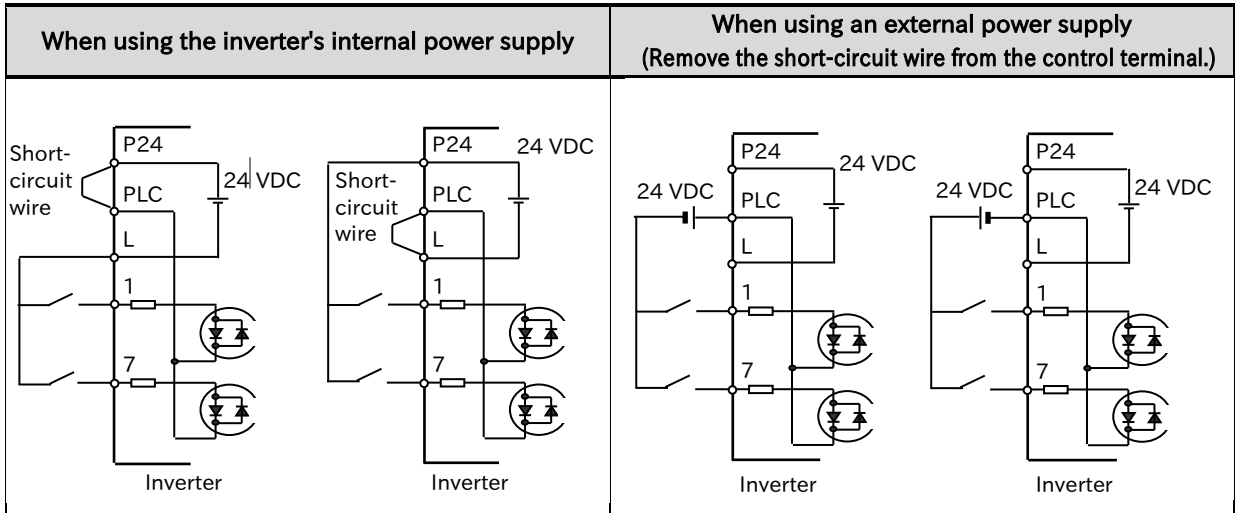 When using the inverter's internal power supply
When using an external power supply
(Remove the short-circuit wire from the control terminal.)
Short-
circuit
wire
P24
PLC
L
1
7
24 VDC
Inverter
Short-
circuit
wire
P24
PLC
L
1
7
24 VDC
Inverter
24 VDC
P24
PLC
L
1
7
24 VDC
Inverter
24 VDC
P24
PLC
L
1
7
24 VDC
Inverter